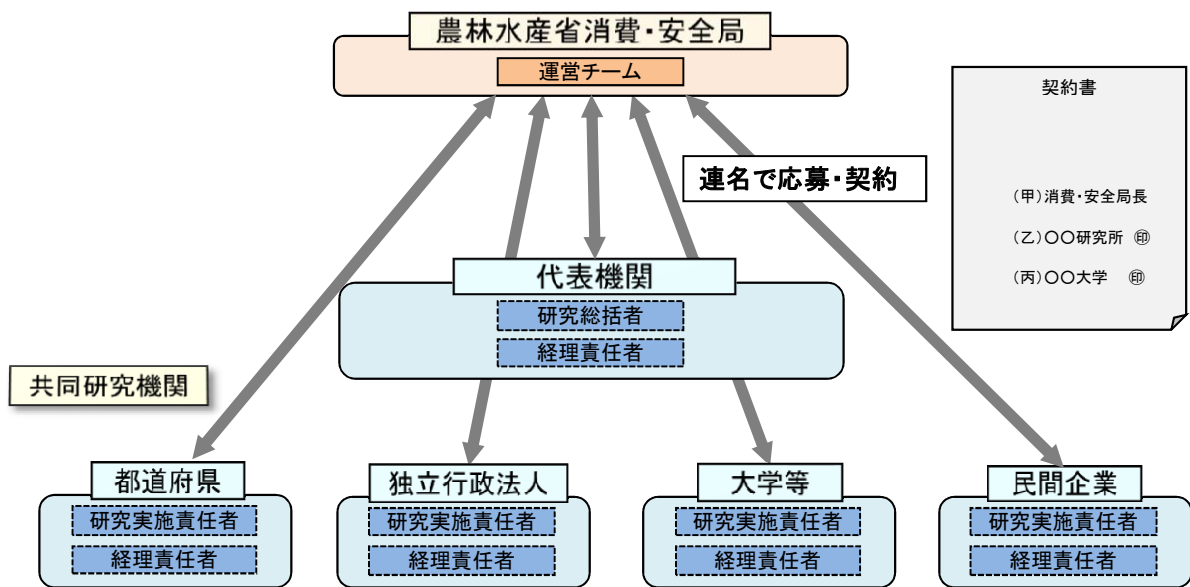 農林水産省消費・安全局
運営チーム
契約書
(甲)消費・安全局長
(乙)〇〇研究所 ㊞
(丙)〇〇大学 ㊞
連名で応募・契約
代表機関
研究総括者
経理責任者
共同研究機関
都道府県
研究実施責任者
経理責任者
独立行政法人
研究実施責任者
経理責任者
大学等
研究実施責任者
経理責任者
民間企業
研究実施責任者
経理責任者